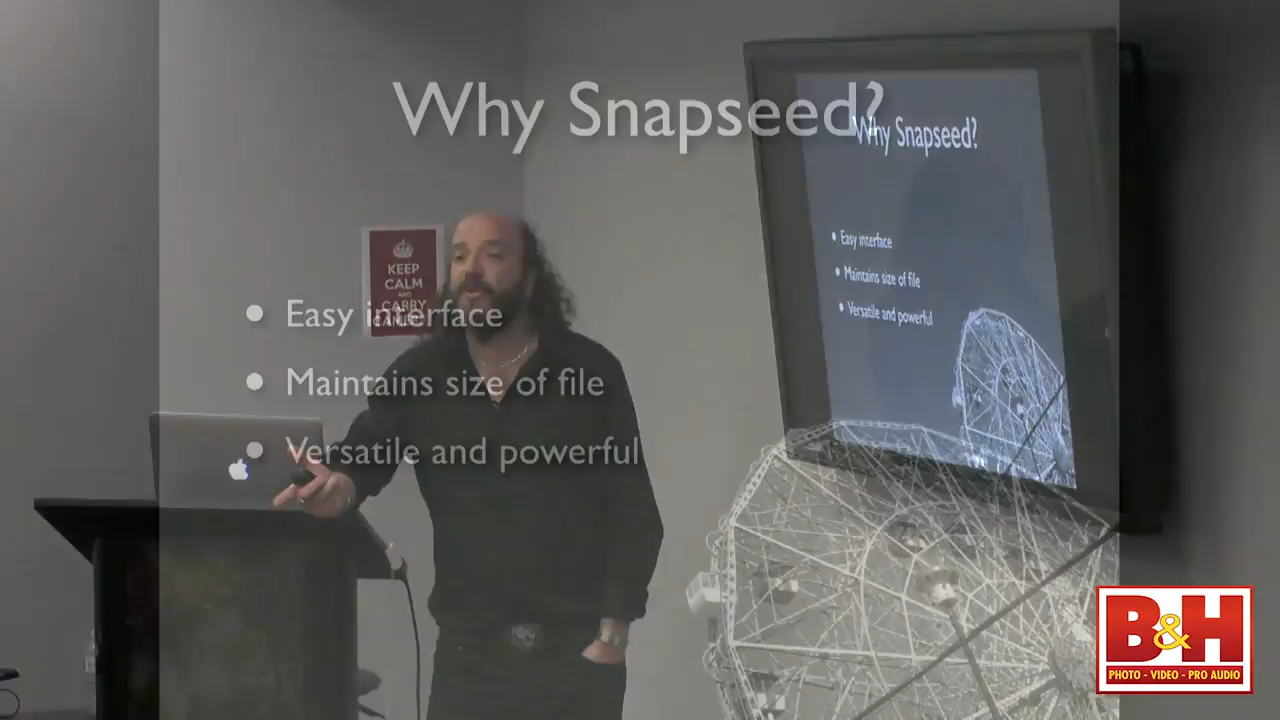 Why Snapseed?
Why Snapseed?
• Easy interface
• Maintains size of file
• Versatile and powerful
KEEP
CALM
AND
CARRY
• Easy interface
• Maintains size of file
• Versatile and powerful
B&H
PHOTO - VIDEO - PRO AUDIO